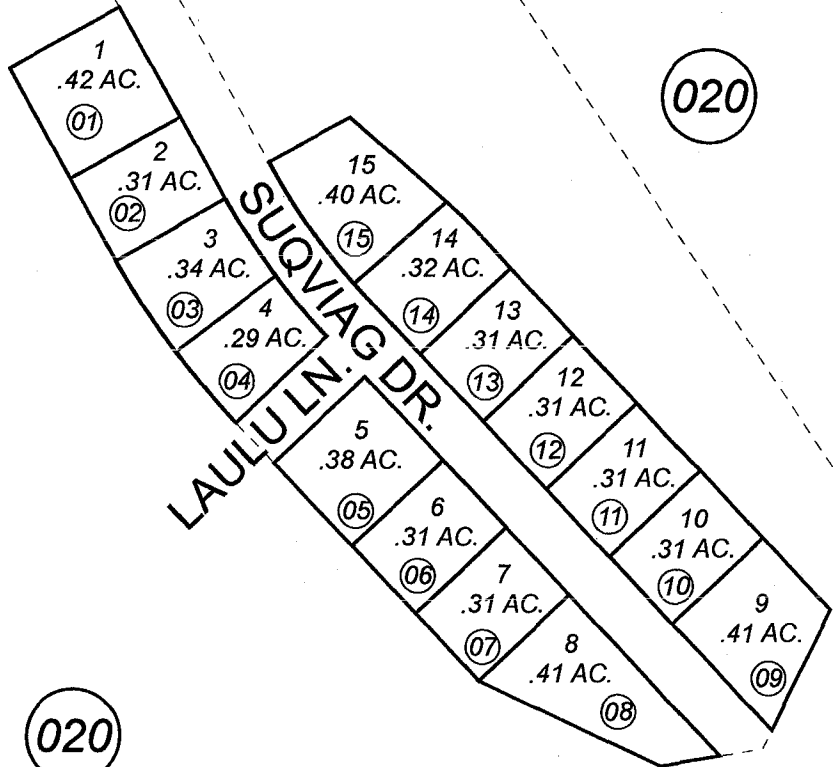 020
1
.42 AC.
01
2
.31 AC.
02
3
.34 AC.
03
4
.29 AC.
04
SUQVIAG DR.
LAULU LN.
15
.40 AC.
15
14
.32 AC.
14
13
.31 AC.
13
12
.31 AC.
12
11
.31 AC.
11
10
.31 AC.
10
9
.41 AC.
09
5
.38 AC.
05
6
.31 AC.
06
7
.31 AC.
07
8
.41 AC.
08
020